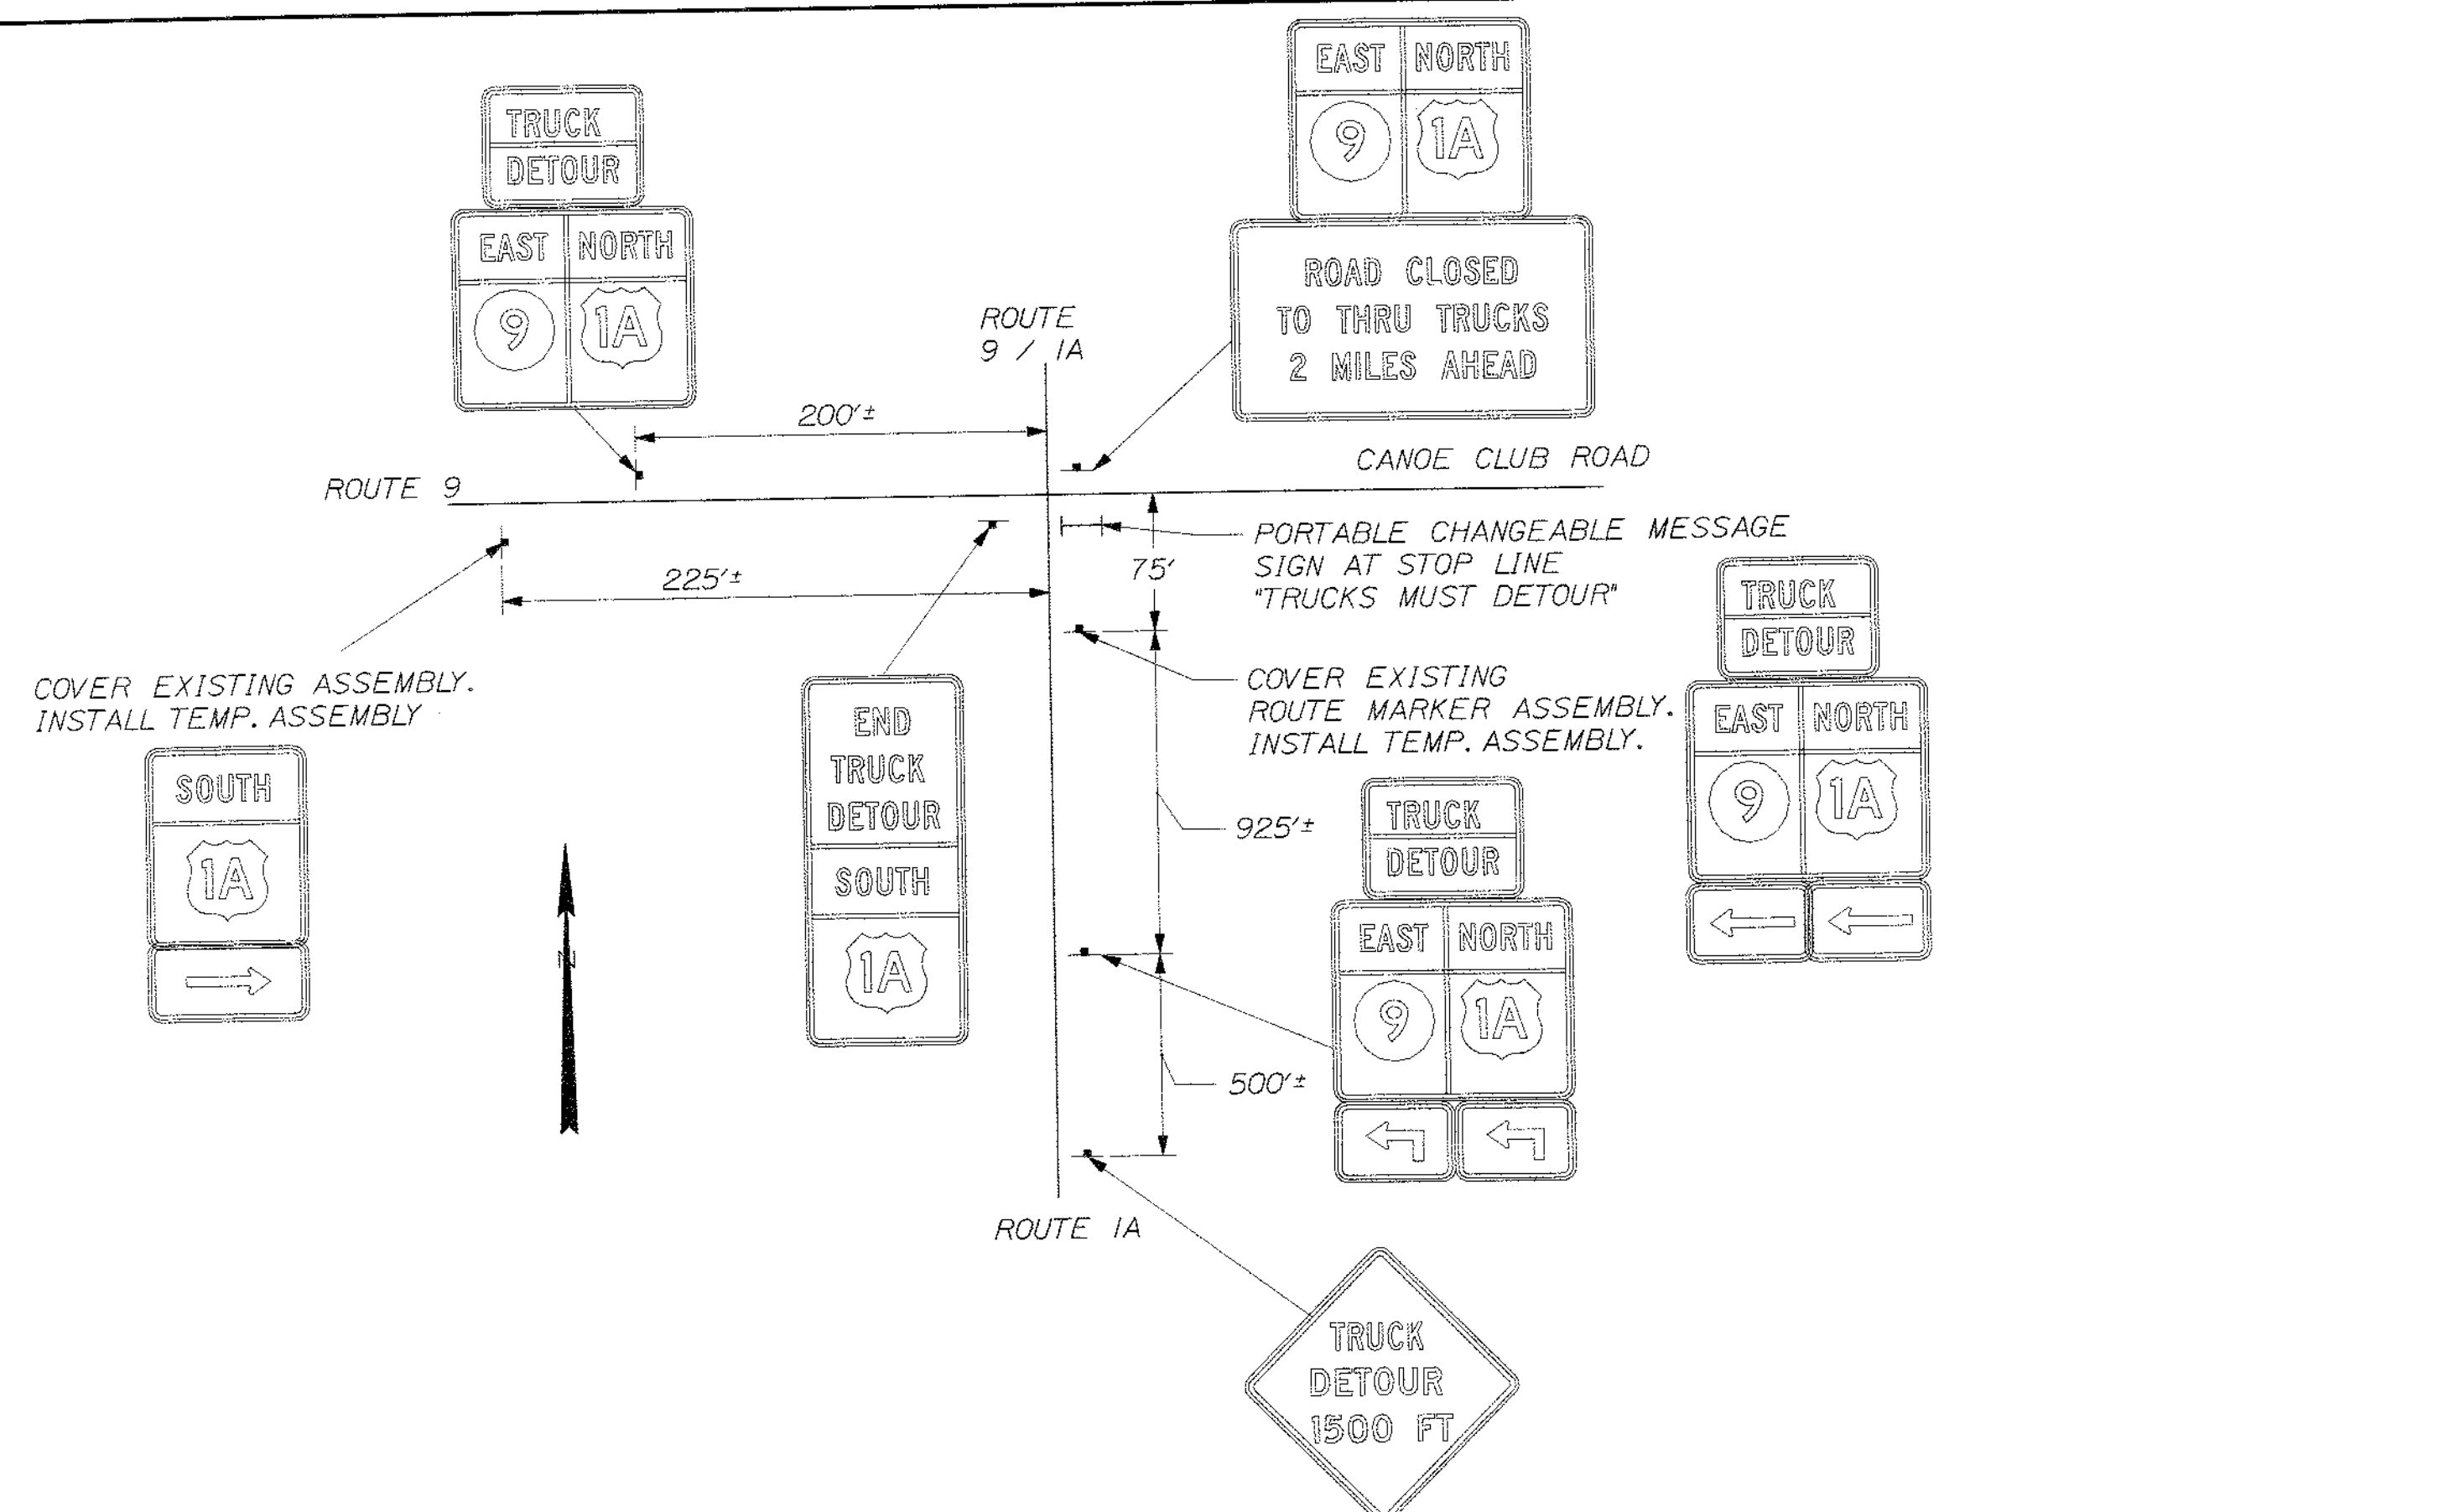 EAST NORTH
9 1A
ROAD CLOSED
TO THRU TRUCKS
2 MILES AHEAD
TRUCK
DETOUR
EAST NORTH
9 1A
ROUTE
9 / 1A
200'±
CANOE CLUB ROAD
ROUTE 9
PORTABLE CHANGEABLE MESSAGE
SIGN AT STOP LINE
"TRUCKS MUST DETOUR"
75'
225'±
COVER EXISTING ASSEMBLY.
INSTALL TEMP. ASSEMBLY
SOUTH
1A
END
TRUCK
DETOUR
SOUTH
1A
N
COVER EXISTING
ROUTE MARKER ASSEMBLY.
INSTALL TEMP. ASSEMBLY.
TRUCK
DETOUR
EAST NORTH
9 1A
925'±
TRUCK
DETOUR
EAST NORTH
9 1A
500'±
ROUTE 1A
TRUCK
DETOUR
1500 FT